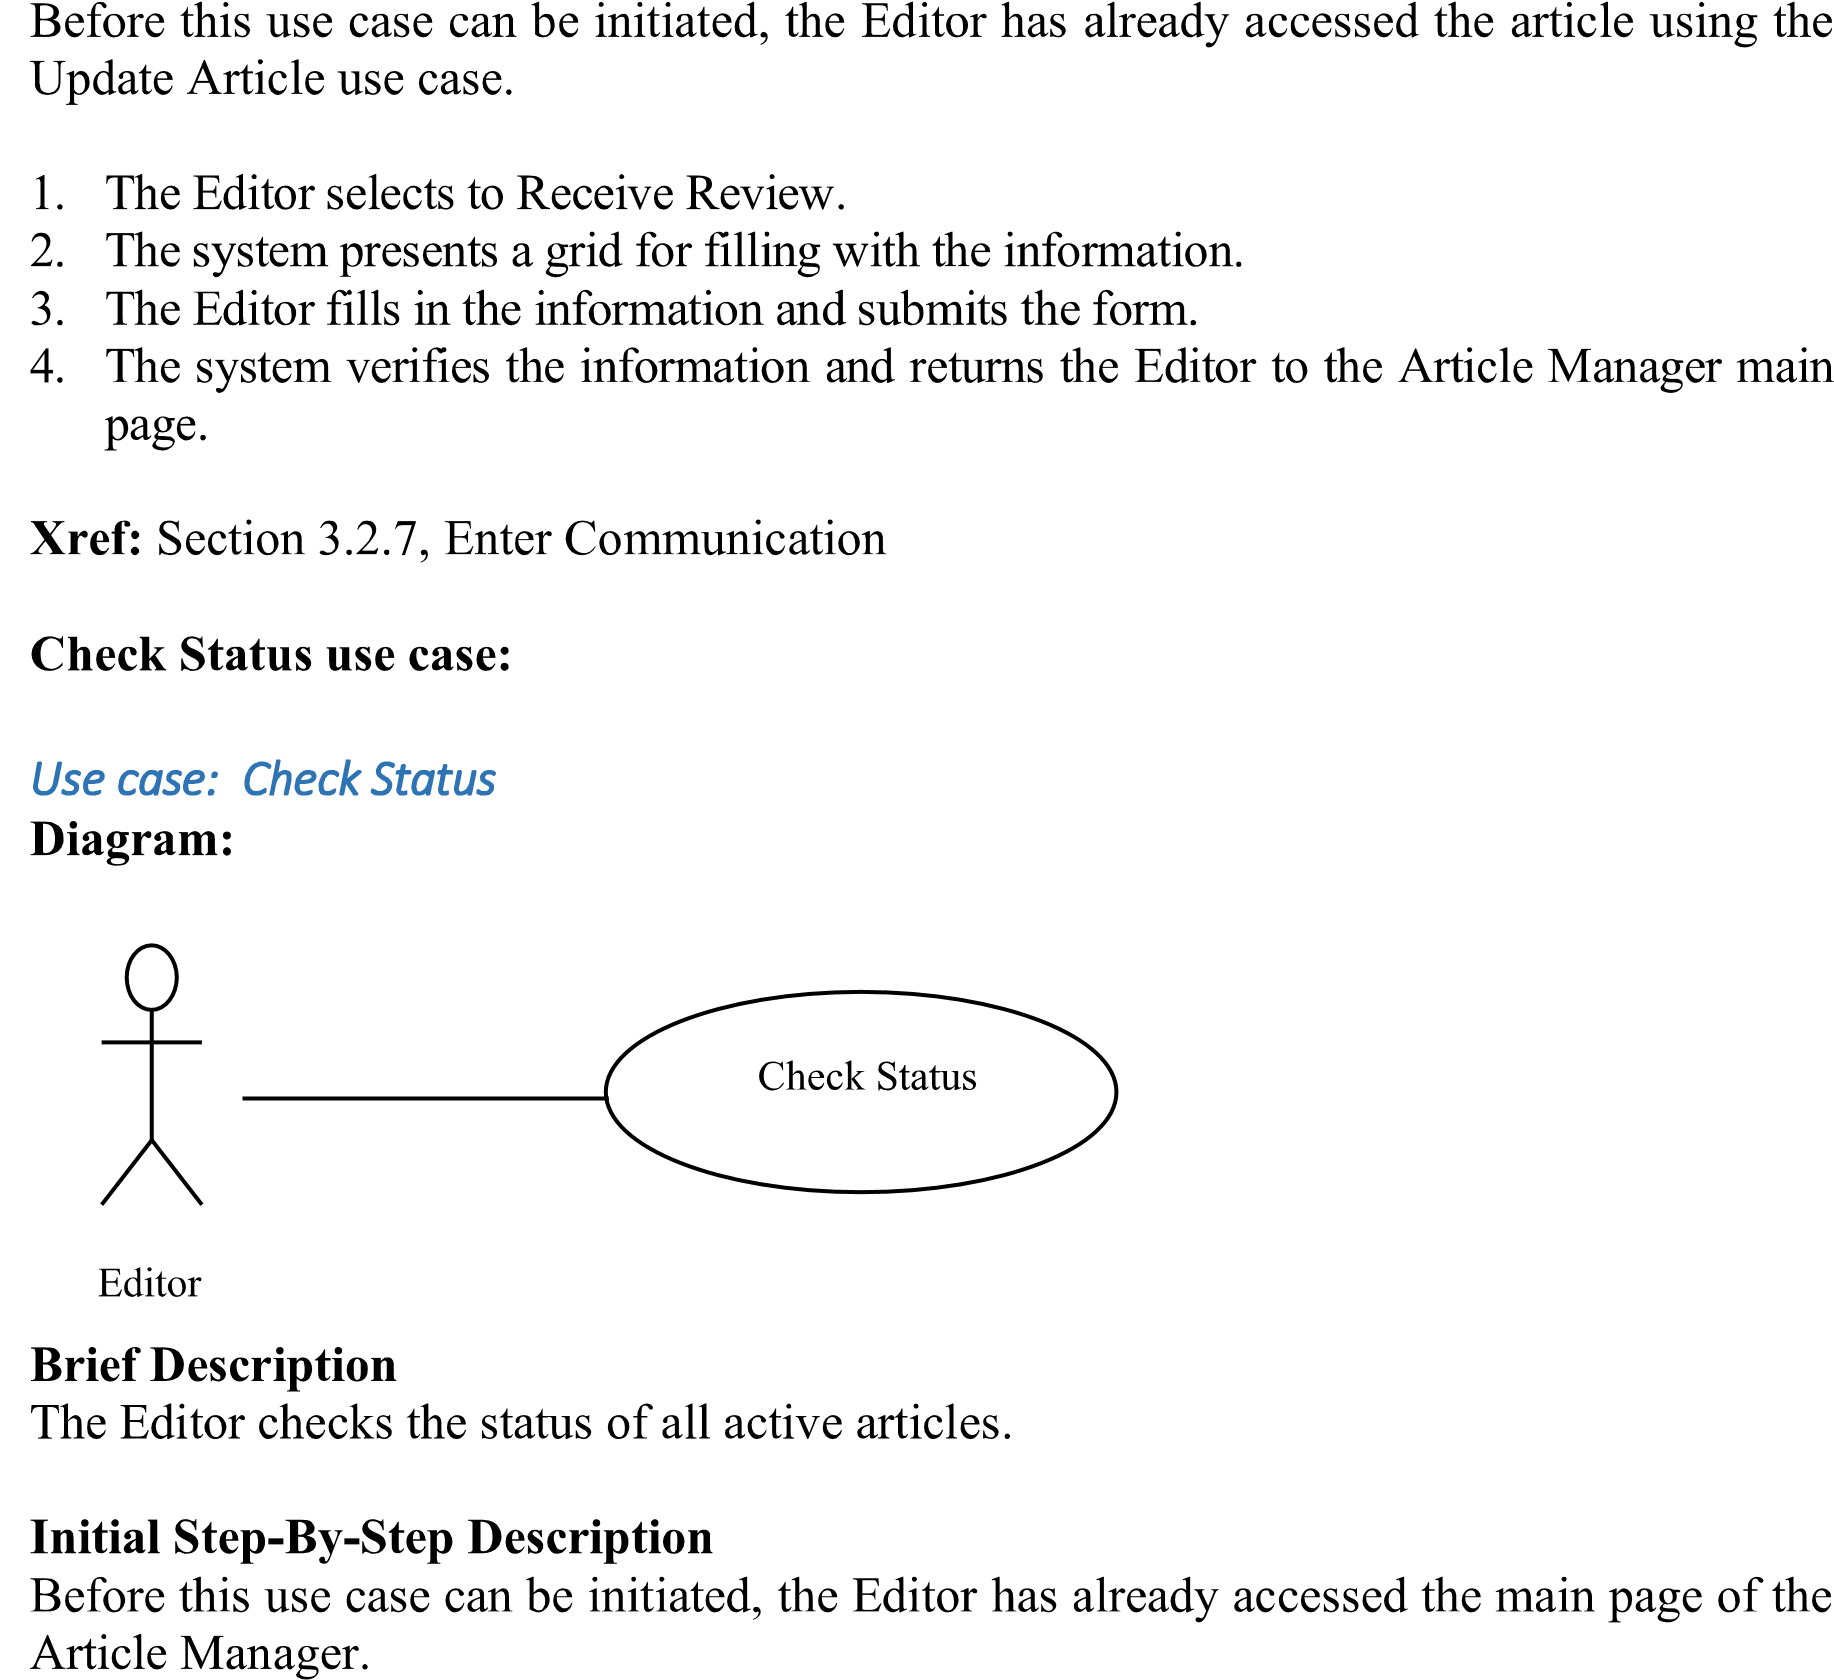 Before this use case can be initiated, the Editor has already accessed the article using the
Update Article use case.
1. The Editor selects to Receive Review.
2. The system presents a grid for filling with the information.
3. The Editor fills in the information and submits the form.
4. The system verifies the information and returns the Editor to the Article Manager main
page.
Xref: Section 3.2.7, Enter Communication
Check Status use case:
Use case: Check Status
Diagram:
Check Status
Editor
Brief Description
The Editor checks the status of all active articles.
Initial Step-By-Step Description
Before this use case can be initiated, the Editor has already accessed the main page of the
Article Manager.